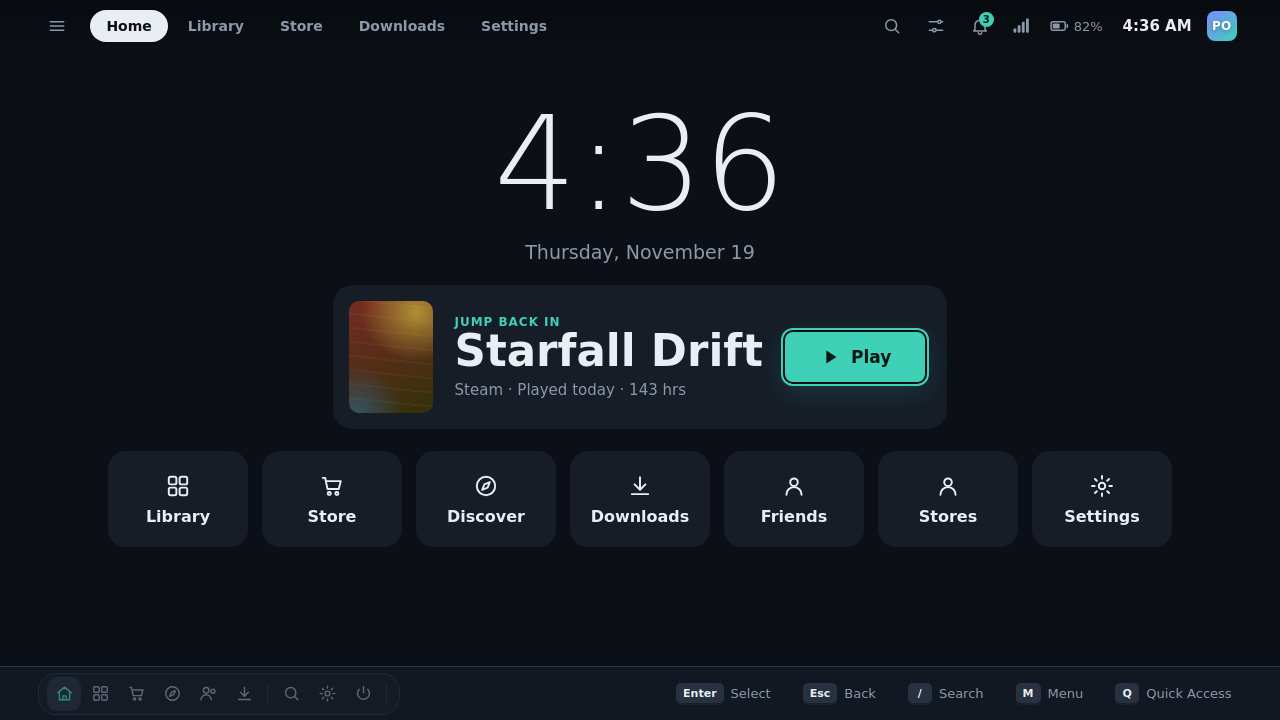 Home Library Store Downloads Settings 3 82% 4:36 AM PO
4:36
Thursday, November 19
JUMP BACK IN
Starfall Drift
Steam · Played today · 143 hrs
Play
Library Store Discover Downloads Friends Stores Settings
Enter Select Esc Back / Search M Menu Q Quick Access